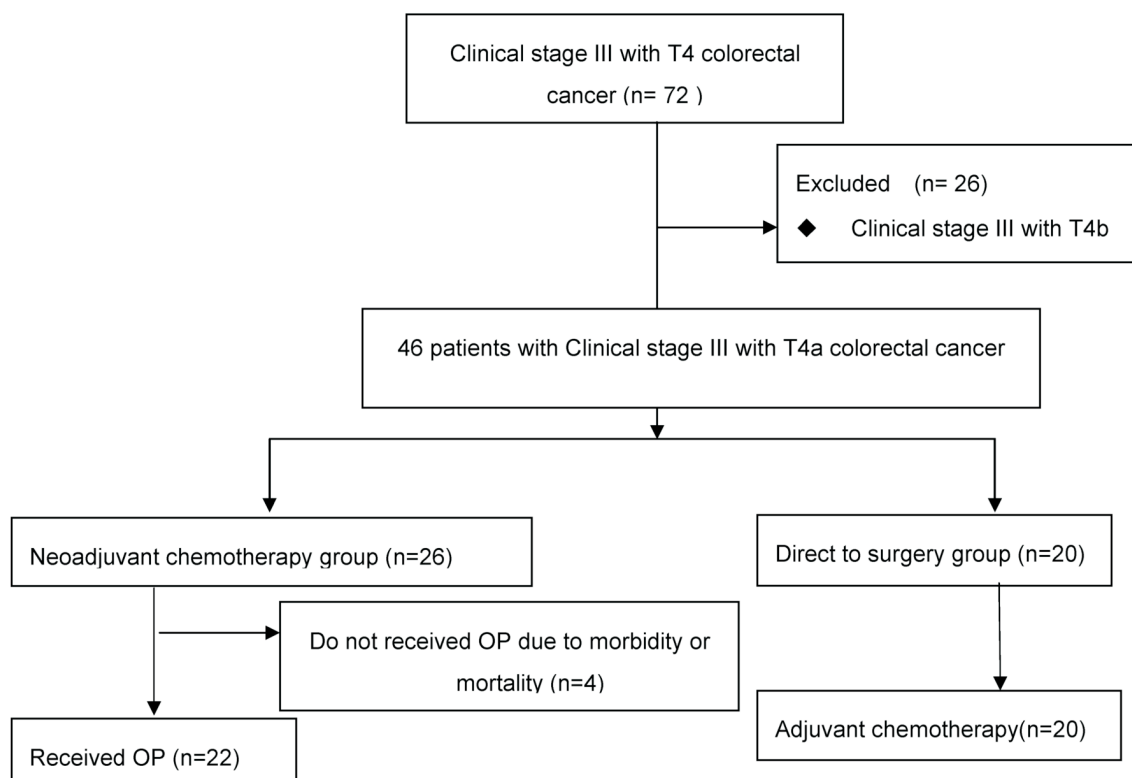 Clinical stage III with T4 colorectal
cancer (n= 72 )
Excluded (n= 26)
◆ Clinical stage III with T4b
46 patients with Clinical stage III with T4a colorectal cancer
Neoadjuvant chemotherapy group (n=26)
Direct to surgery group (n=20)
Do not received OP due to morbidity or
mortality (n=4)
Adjuvant chemotherapy(n=20)
Received OP (n=22)